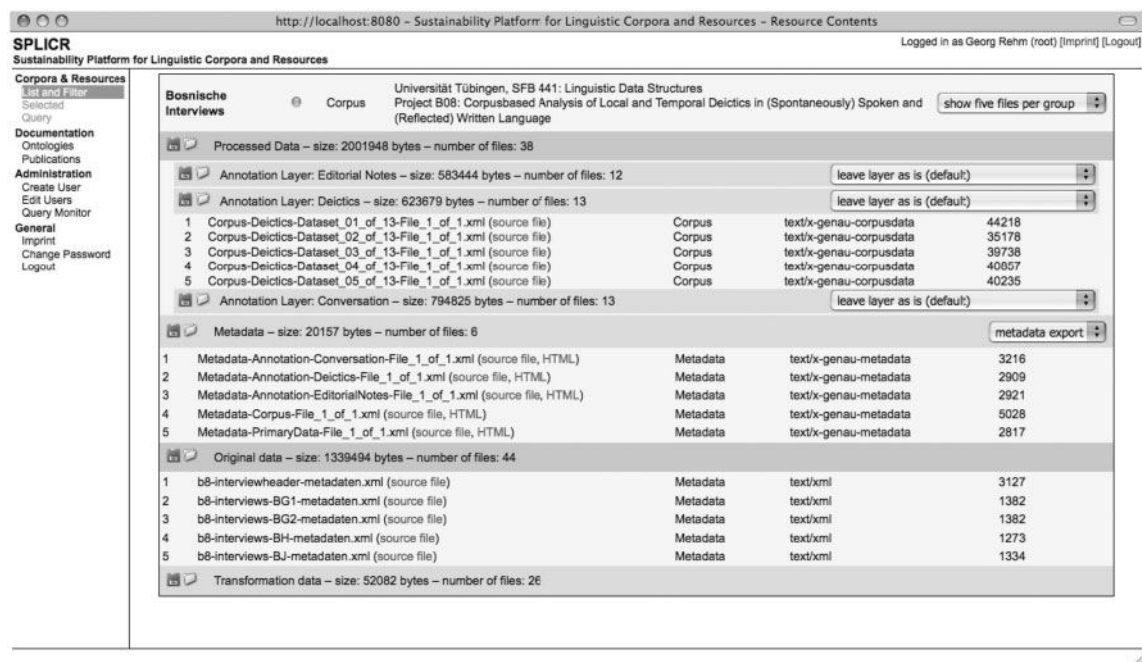 http://localhost:8080 – Sustainability Platform for Linguistic Corpora and Resources – Resource Contents
SPLICR
Logged in as Georg Rehm (root) [Imprint] [Logout]
Sustainability Platform for Linguistic Corpora and Resources
Corpora & Resources
List and Filter
Selected
Query
Documentation
Ontologies
Publications
Administration
Create User
Edit Users
Query Monitor
General
Imprint
Change Password
Logout
Bosnische Interviews
Corpus
Universität Tübingen, SFB 441: Linguistic Data Structures
Project B08: Corpusbased Analysis of Local and Temporal Deictics in (Spontaneously) Spoken and
(Reflected) Written Language
show five files per group
Processed Data – size: 2001948 bytes – number of files: 38
Annotation Layer: Editorial Notes – size: 583444 bytes – number of files: 12 leave layer as is (default)
Annotation Layer: Deictics – size: 623679 bytes – number of files: 13 leave layer as is (default)
1 Corpus-Deictics-Dataset_01_of_13-File_1_of_1.xml (source file) Corpus text/x-genau-corpusdata 44218
2 Corpus-Deictics-Dataset_02_of_13-File_1_of_1.xml (source file) Corpus text/x-genau-corpusdata 35178
3 Corpus-Deictics-Dataset_03_of_13-File_1_of_1.xml (source file) Corpus text/x-genau-corpusdata 39738
4 Corpus-Deictics-Dataset_04_of_13-File_1_of_1.xml (source file) Corpus text/x-genau-corpusdata 40857
5 Corpus-Deictics-Dataset_05_of_13-File_1_of_1.xml (source file) Corpus text/x-genau-corpusdata 40235
Annotation Layer: Conversation – size: 794825 bytes – number of files: 13 leave layer as is (default)
Metadata – size: 20157 bytes – number of files: 6 metadata export
1 Metadata-Annotation-Conversation-File_1_of_1.xml (source file, HTML) Metadata text/x-genau-metadata 3216
2 Metadata-Annotation-Deictics-File_1_of_1.xml (source file, HTML) Metadata text/x-genau-metadata 2909
3 Metadata-Annotation-EditorialNotes-File_1_of_1.xml (source file, HTML) Metadata text/x-genau-metadata 2921
4 Metadata-Corpus-File_1_of_1.xml (source file, HTML) Metadata text/x-genau-metadata 5028
5 Metadata-PrimaryData-File_1_of_1.xml (source file, HTML) Metadata text/x-genau-metadata 2817
Original data – size: 1339494 bytes – number of files: 44
1 b8-interviewheader-metadaten.xml (source file) Metadata text/xml 3127
2 b8-interviews-BG1-metadaten.xml (source file) Metadata text/xml 1382
3 b8-interviews-BG2-metadaten.xml (source file) Metadata text/xml 1382
4 b8-interviews-BH-metadaten.xml (source file) Metadata text/xml 1273
5 b8-interviews-BJ-metadaten.xml (source file) Metadata text/xml 1334
Transformation data – size: 52082 bytes – number of files: 26